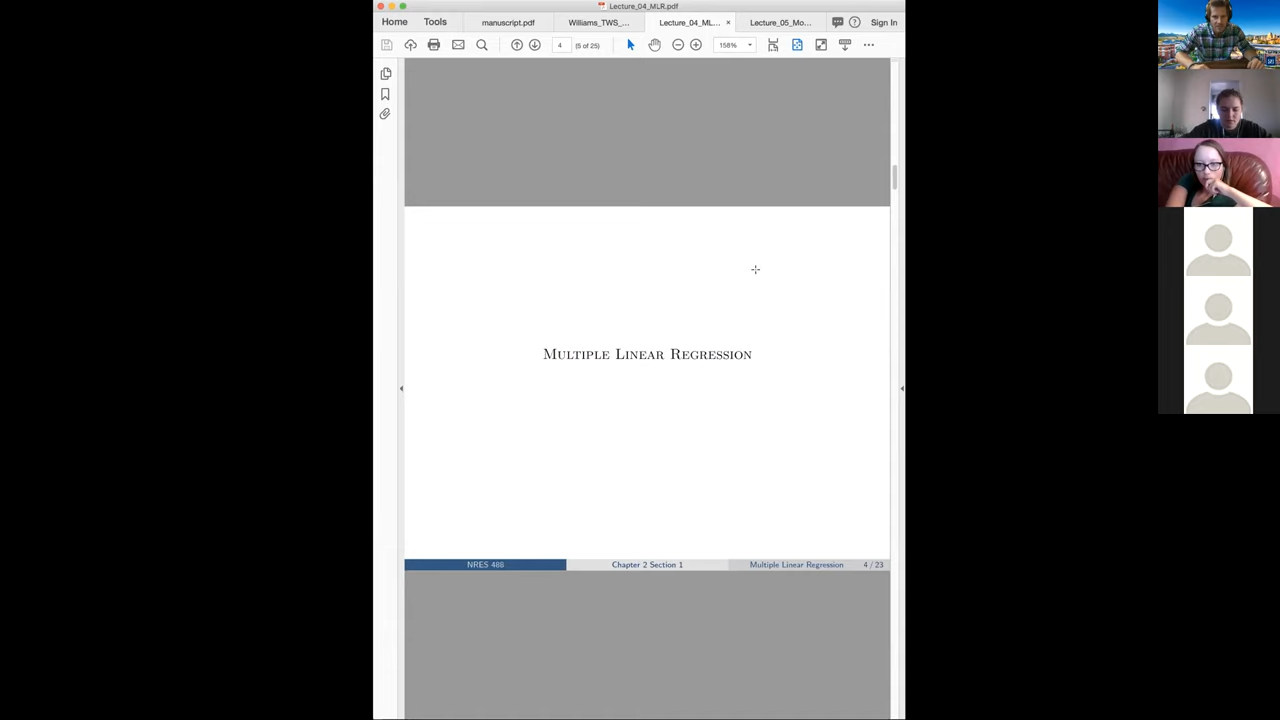 Lecture_04_MLR.pdf
Home Tools manuscript.pdf Williams_TWS_... Lecture_04_ML... × Lecture_05_Mo... Sign In
4 (5 of 25) 158%
Multiple Linear Regression
NRES 488 Chapter 2 Section 1 Multiple Linear Regression 4 / 23